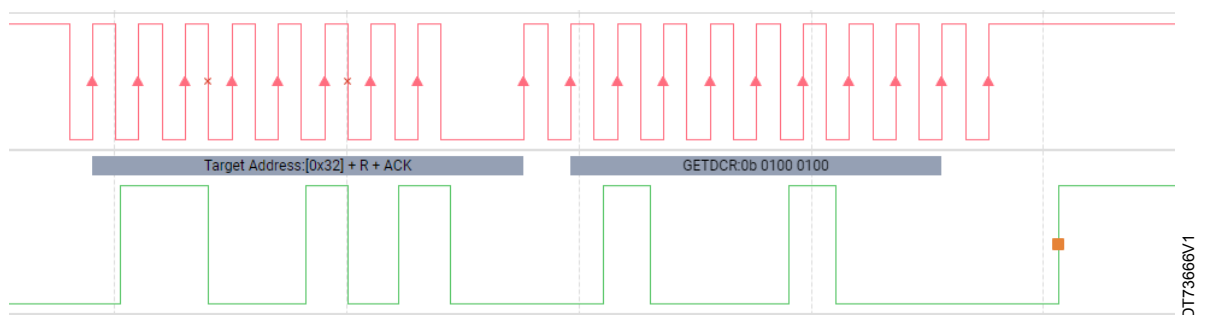 Target Address:[0x32] + R + ACK
GETDCR:0b 0100 0100
DT73666V1